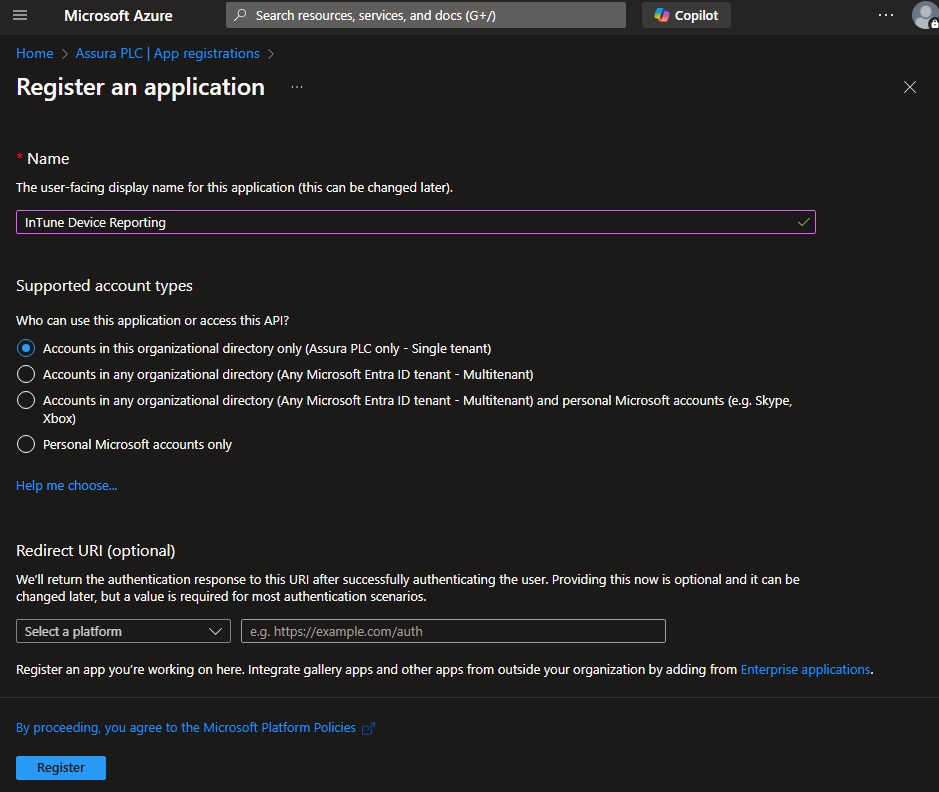 Microsoft Azure
Search resources, services, and docs (G+/)
Copilot
Home > Assura PLC | App registrations >
Register an application ...
* Name
The user-facing display name for this application (this can be changed later).
InTune Device Reporting
Supported account types
Who can use this application or access this API?
Accounts in this organizational directory only (Assura PLC only - Single tenant)
Accounts in any organizational directory (Any Microsoft Entra ID tenant - Multitenant)
Accounts in any organizational directory (Any Microsoft Entra ID tenant - Multitenant) and personal Microsoft accounts (e.g. Skype,
Xbox)
Personal Microsoft accounts only
Help me choose...
Redirect URI (optional)
We'll return the authentication response to this URI after successfully authenticating the user. Providing this now is optional and it can be
changed later, but a value is required for most authentication scenarios.
Select a platform
e.g. https://example.com/auth
Register an app you're working on here. Integrate gallery apps and other apps from outside your organization by adding from Enterprise applications.
By proceeding, you agree to the Microsoft Platform Policies
Register